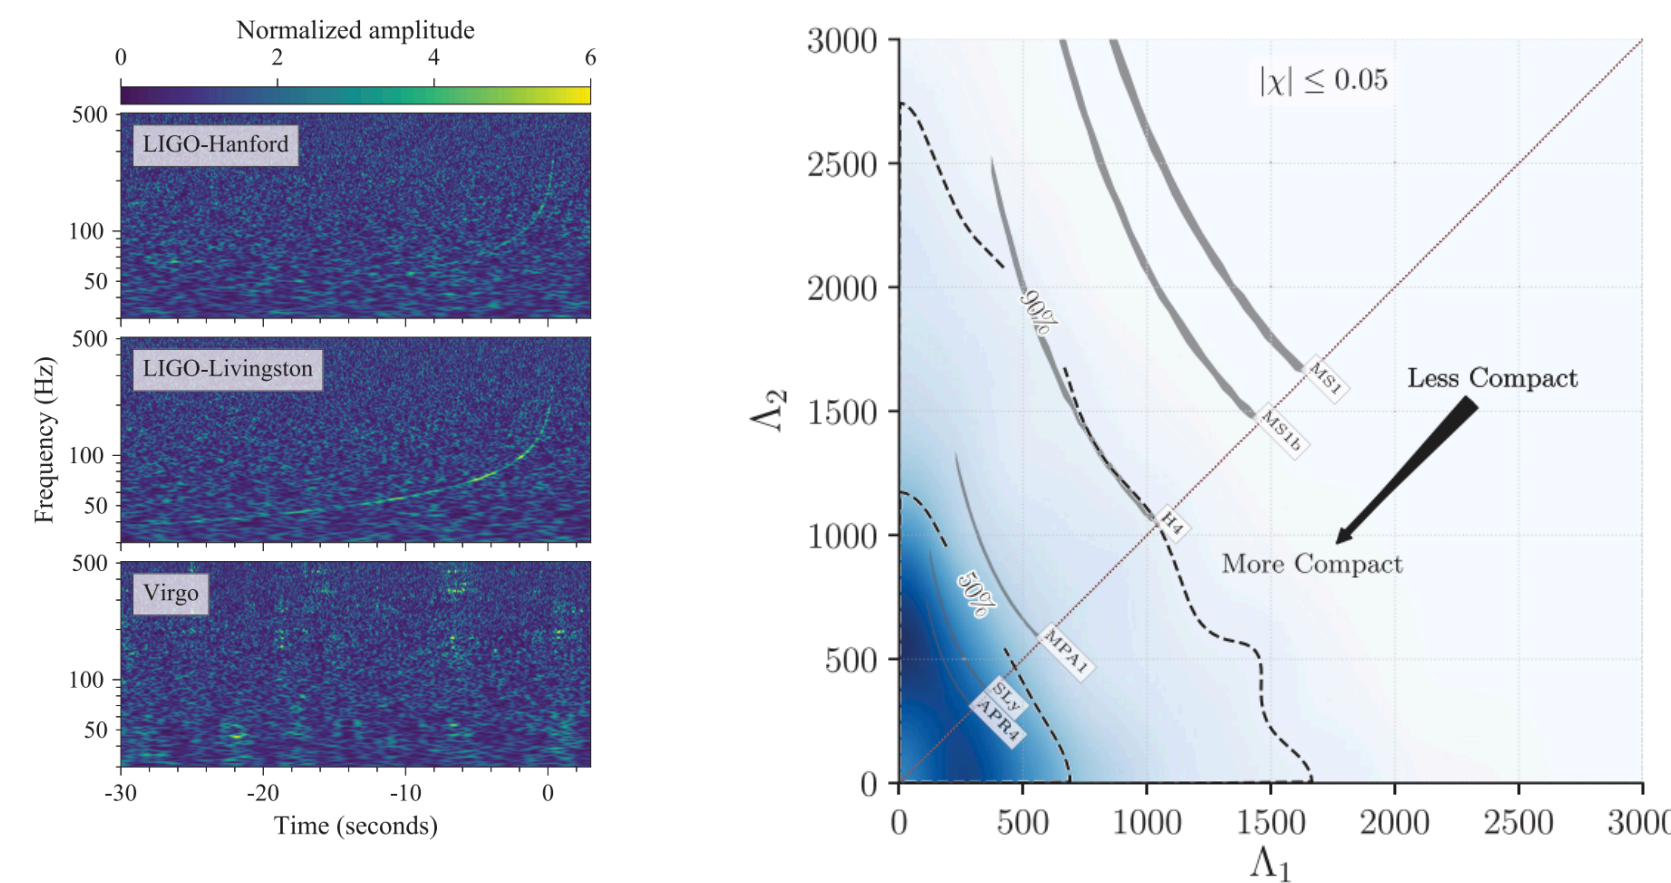 Normalized amplitude
0 2 4 6
500
LIGO-Hanford
100
50
500
LIGO-Livingston
100
50
Frequency (Hz)
500
Virgo
100
50
-30 -20 -10 0
Time (seconds)
3000
|χ| ≤ 0.05
2500
2000
90%
Less Compact
MS1
1500
MS1b
Λ2
H4
1000
More Compact
50%
MPA1
500
SLy
APR4
0
0 500 1000 1500 2000 2500 300
Λ1